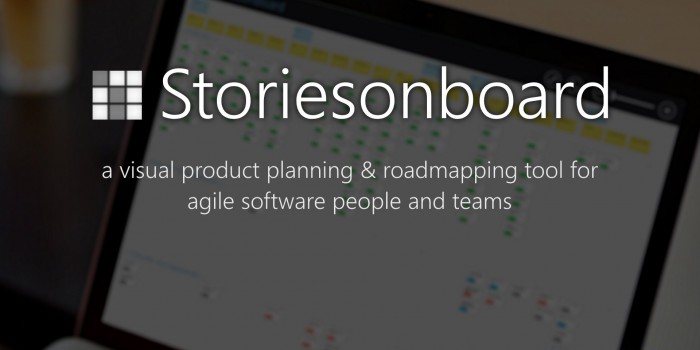 Storiesonboard
a visual product planning & roadmapping tool for
agile software people and teams